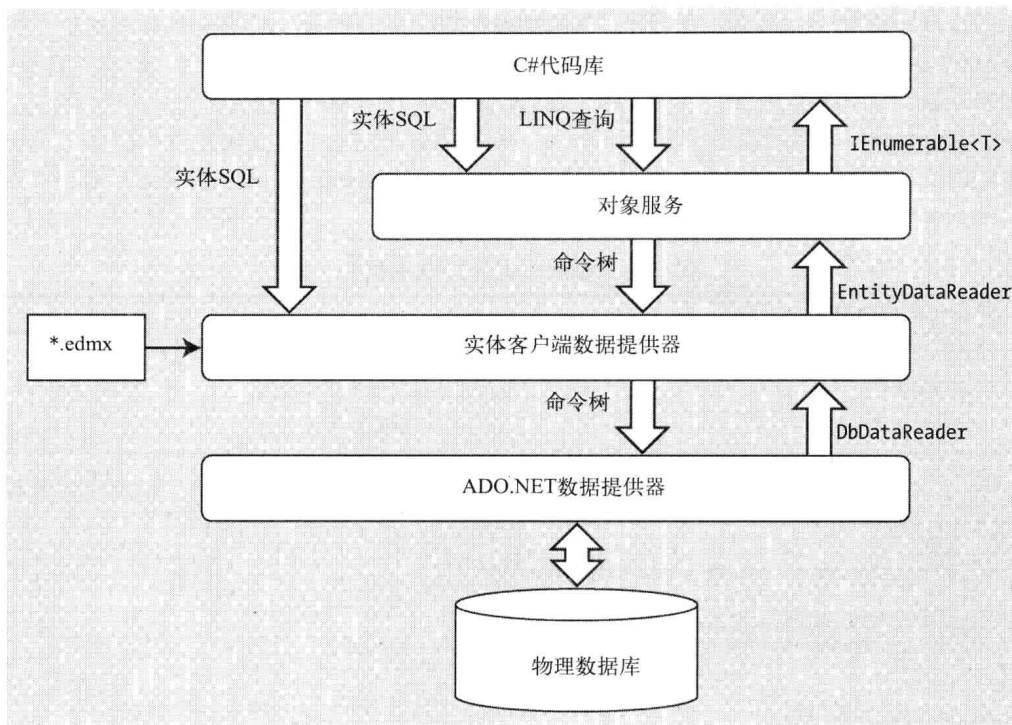 C#代码库
实体SQL
LINQ查询
IEnumerable<T>
实体SQL
对象服务
命令树
EntityDataReader
*.edmx
实体客户端数据提供器
命令树
DbDataReader
ADO.NET数据提供器
物理数据库